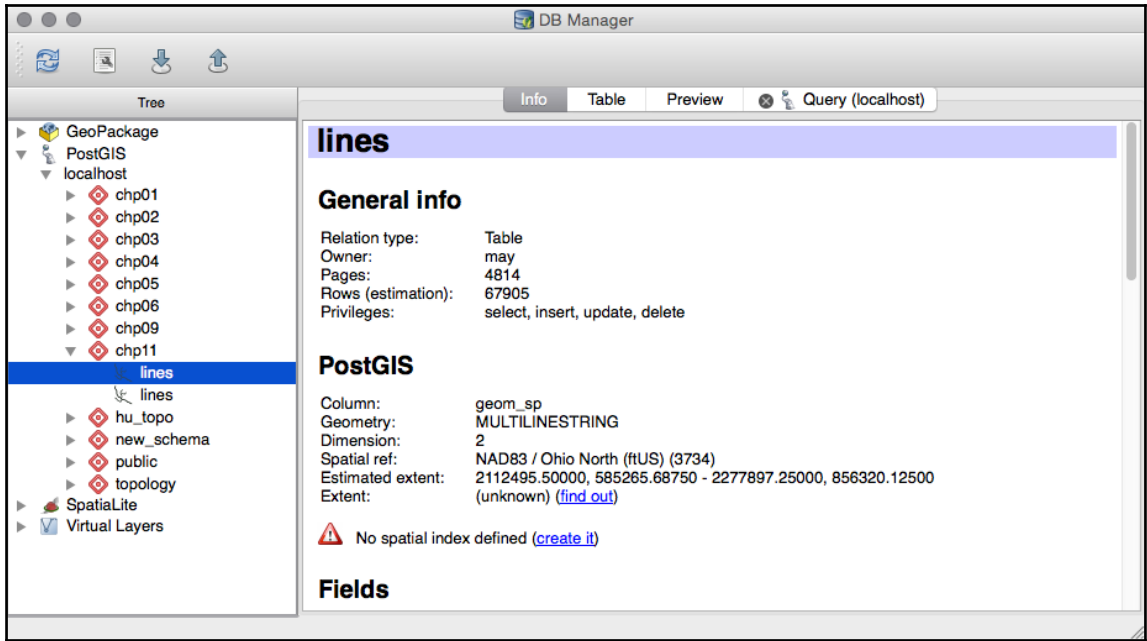 DB Manager
Tree
Info Table Preview Query (localhost)
GeoPackage
PostGIS
localhost
chp01
chp02
chp03
chp04
chp05
chp06
chp09
chp11
lines
lines
hu_topo
new_schema
public
topology
SpatiaLite
Virtual Layers
lines
General info
Relation type: Table
Owner: may
Pages: 4814
Rows (estimation): 67905
Privileges: select, insert, update, delete
PostGIS
Column: geom_sp
Geometry: MULTILINESTRING
Dimension: 2
Spatial ref: NAD83 / Ohio North (ftUS) (3734)
Estimated extent: 2112495.50000, 585265.68750 - 2277897.25000, 856320.12500
Extent: (unknown) (find out)
No spatial index defined (create it)
Fields